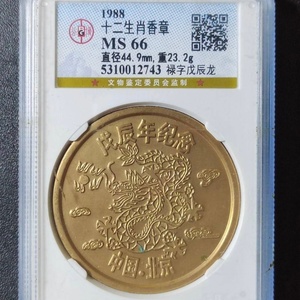 1988
十二生肖香章
MS 66
直径44.9mm,重23.2g
5310012743 禄字戊辰龙
文物鉴定委员会监制
戊辰年纪念
中国·北京